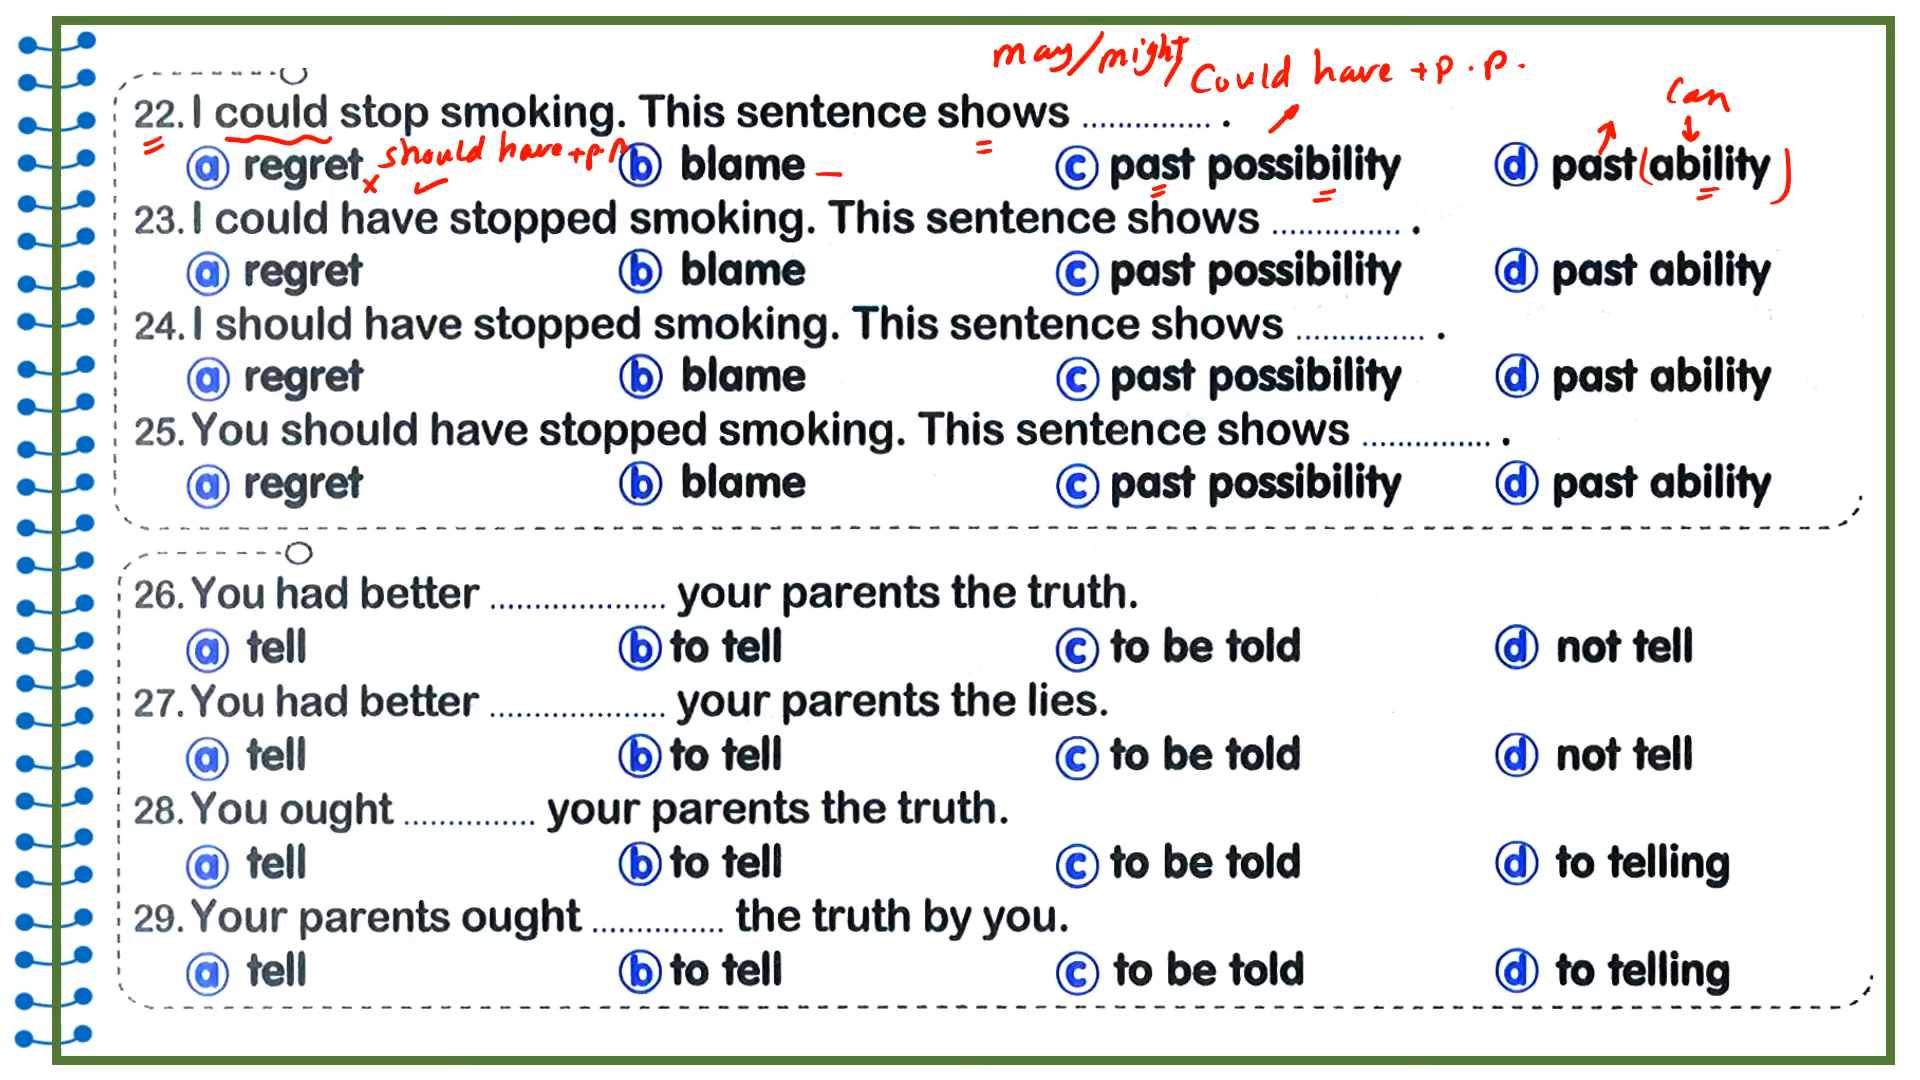 may/might/ Could have + p.p.
can
22. I could stop smoking. This sentence shows ............... .
should have + p.p
ⓐ regret ⓑ blame ⓒ past possibility ⓓ past (ability)
23. I could have stopped smoking. This sentence shows ............... .
ⓐ regret ⓑ blame ⓒ past possibility ⓓ past ability
24. I should have stopped smoking. This sentence shows ............... .
ⓐ regret ⓑ blame ⓒ past possibility ⓓ past ability
25. You should have stopped smoking. This sentence shows ............... .
ⓐ regret ⓑ blame ⓒ past possibility ⓓ past ability
26. You had better .................... your parents the truth.
ⓐ tell ⓑ to tell ⓒ to be told ⓓ not tell
27. You had better .................... your parents the lies.
ⓐ tell ⓑ to tell ⓒ to be told ⓓ not tell
28. You ought ............... your parents the truth.
ⓐ tell ⓑ to tell ⓒ to be told ⓓ to telling
29. Your parents ought ............... the truth by you.
ⓐ tell ⓑ to tell ⓒ to be told ⓓ to telling